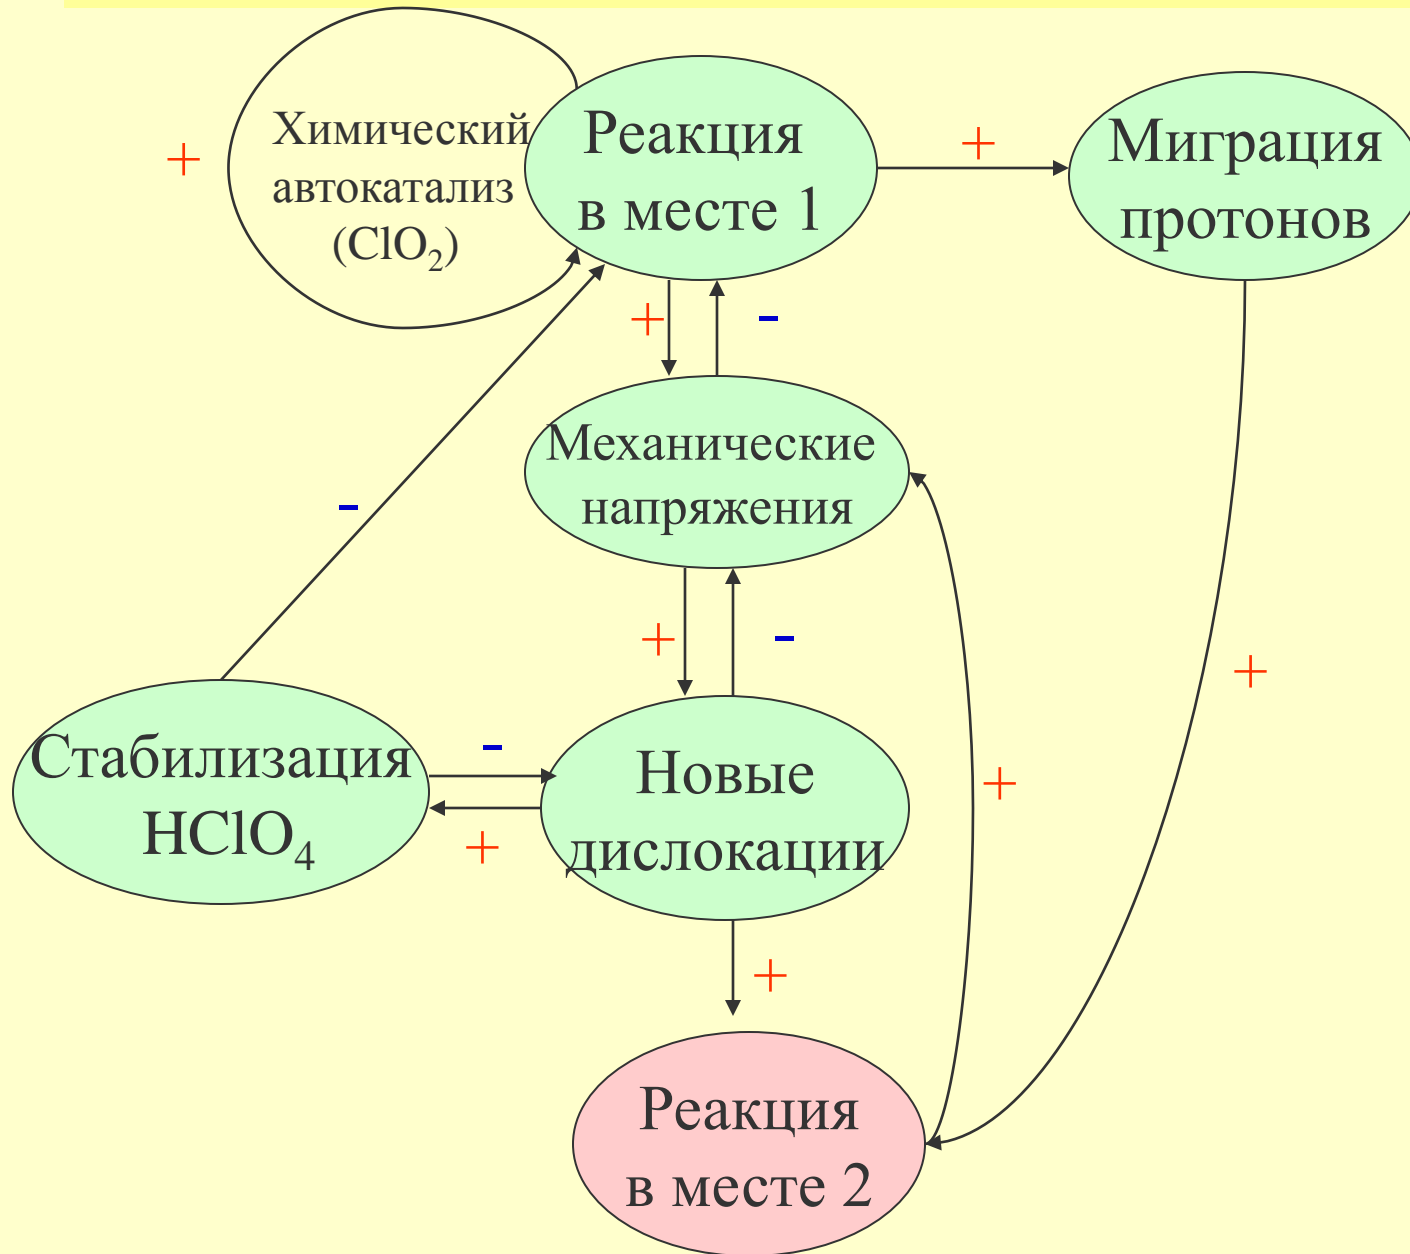 Химический
автокатализ
(ClO₂)
+
Реакция
в месте 1
+
Миграция
протонов
+
-
Механические
напряжения
-
+
-
+
Стабилизация
HClO₄
-
+
Новые
дислокации
+
+
Реакция
в месте 2